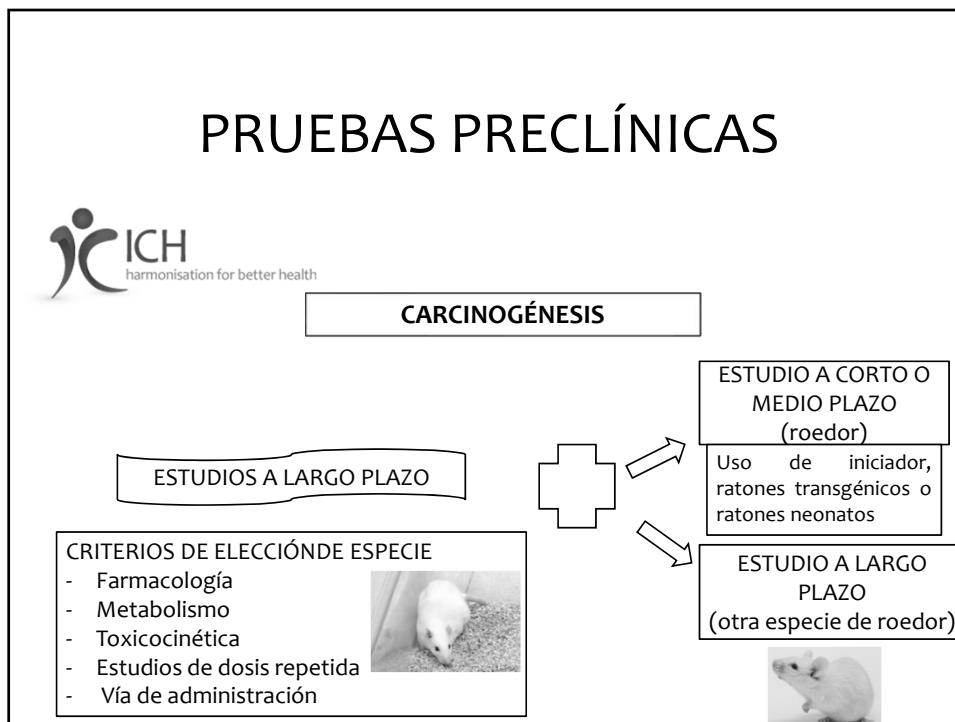 PRUEBAS PRECLÍNICAS
ICH
harmonisation for better health
CARCINOGÉNESIS
ESTUDIOS A LARGO PLAZO
CRITERIOS DE ELECCIÓNDE ESPECIE
- Farmacología
- Metabolismo
- Toxicocinética
- Estudios de dosis repetida
- Vía de administración
ESTUDIO A CORTO O
MEDIO PLAZO
(roedor)
Uso de iniciador,
ratones transgénicos o
ratones neonatos
ESTUDIO A LARGO
PLAZO
(otra especie de roedor)